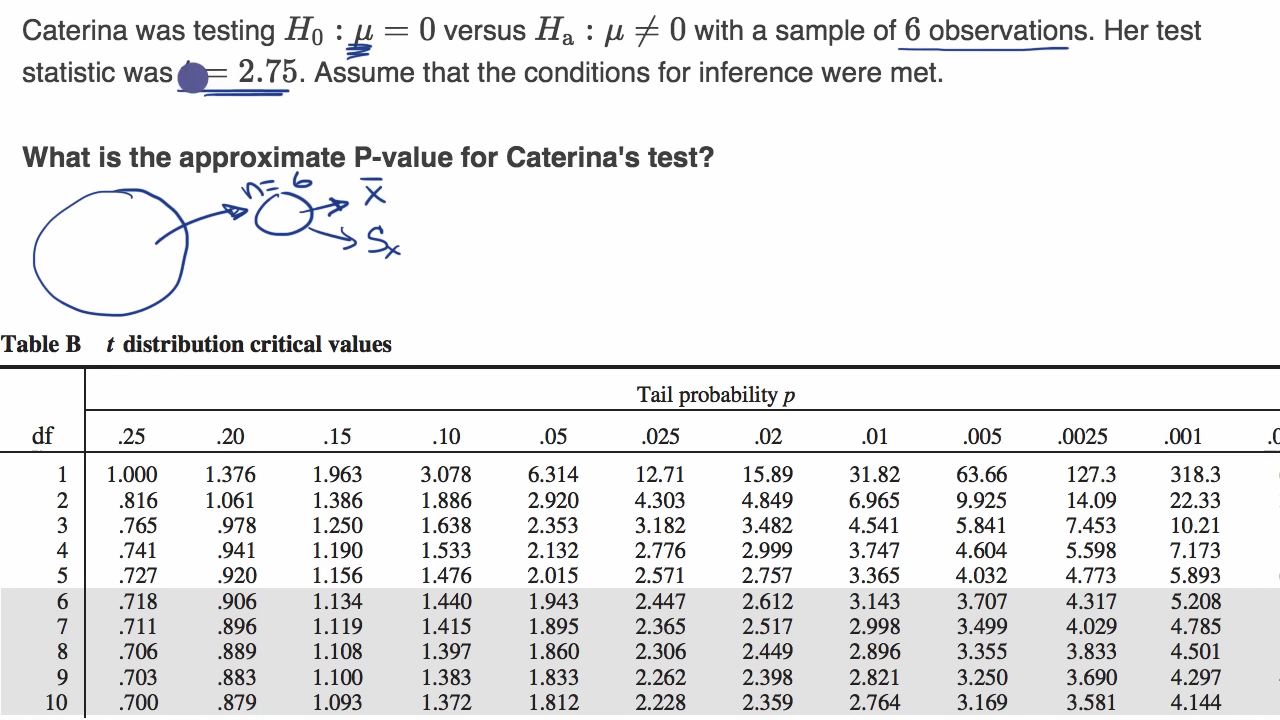 Caterina was testing H₀ : μ = 0 versus Hₐ : μ ≠ 0 with a sample of 6 observations. Her test
statistic was = 2.75. Assume that the conditions for inference were met.
What is the approximate P-value for Caterina's test?
n = 6
x̄
Sₓ
Table B t distribution critical values
Tail probability p
df .25 .20 .15 .10 .05 .025 .02 .01 .005 .0025 .001
1 1.000 1.376 1.963 3.078 6.314 12.71 15.89 31.82 63.66 127.3 318.3
2 .816 1.061 1.386 1.886 2.920 4.303 4.849 6.965 9.925 14.09 22.33
3 .765 .978 1.250 1.638 2.353 3.182 3.482 4.541 5.841 7.453 10.21
4 .741 .941 1.190 1.533 2.132 2.776 2.999 3.747 4.604 5.598 7.173
5 .727 .920 1.156 1.476 2.015 2.571 2.757 3.365 4.032 4.773 5.893
6 .718 .906 1.134 1.440 1.943 2.447 2.612 3.143 3.707 4.317 5.208
7 .711 .896 1.119 1.415 1.895 2.365 2.517 2.998 3.499 4.029 4.785
8 .706 .889 1.108 1.397 1.860 2.306 2.449 2.896 3.355 3.833 4.501
9 .703 .883 1.100 1.383 1.833 2.262 2.398 2.821 3.250 3.690 4.297
10 .700 .879 1.093 1.372 1.812 2.228 2.359 2.764 3.169 3.581 4.144